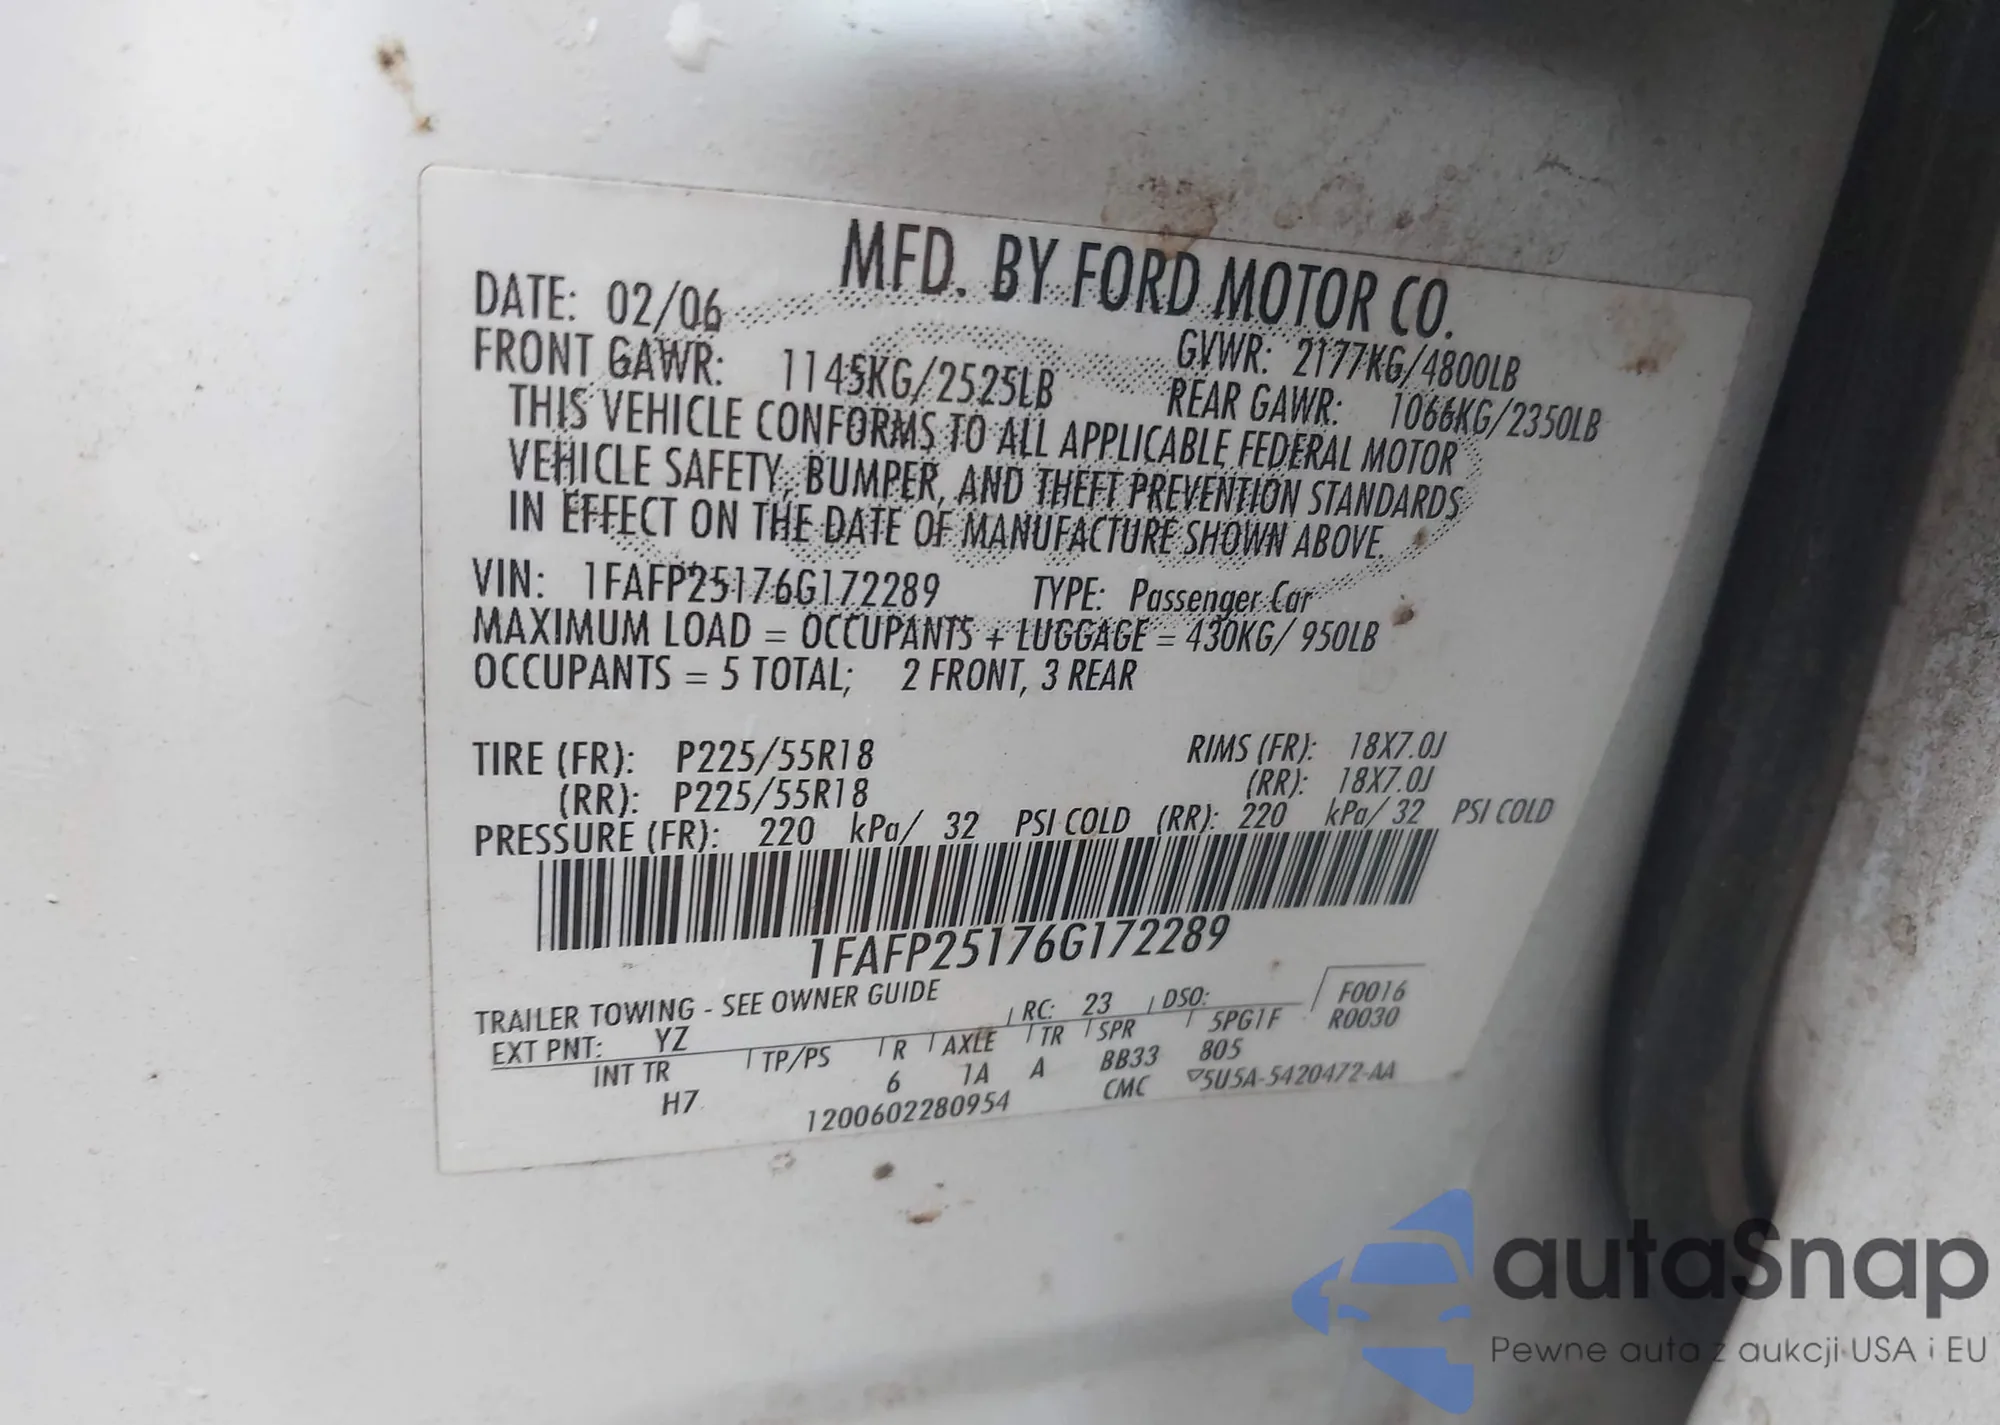 MFD. BY FORD MOTOR CO.
DATE: 02/06
GVWR: 2177KG/4800LB
FRONT GAWR: 1145KG/2525LB
REAR GAWR: 1066KG/2350LB
THIS VEHICLE CONFORMS TO ALL APPLICABLE FEDERAL MOTOR
VEHICLE SAFETY, BUMPER, AND THEFT PREVENTION STANDARDS
IN EFFECT ON THE DATE OF MANUFACTURE SHOWN ABOVE.
VIN: 1FAFP25176G172289 TYPE: Passenger Car
MAXIMUM LOAD = OCCUPANTS + LUGGAGE = 430KG/ 950LB
OCCUPANTS = 5 TOTAL; 2 FRONT, 3 REAR
TIRE (FR): P225/55R18 RIMS (FR): 18X7.0J
(RR): P225/55R18 (RR): 18X7.0J
PRESSURE (FR): 220 kPa/ 32 PSI COLD (RR): 220 kPa/ 32 PSI COLD
1FAFP25176G172289
TRAILER TOWING - SEE OWNER GUIDE RC: 23 DSO: F0016
EXT PNT: YZ 5PG1F R0030
INT TR TP/PS R AXLE TR SPR 805
H7 6 1A A BB33
1200602280954 CMC ▽5U5A-5420472-AA
autaSnap
Pewne auta z aukcji USA i EU